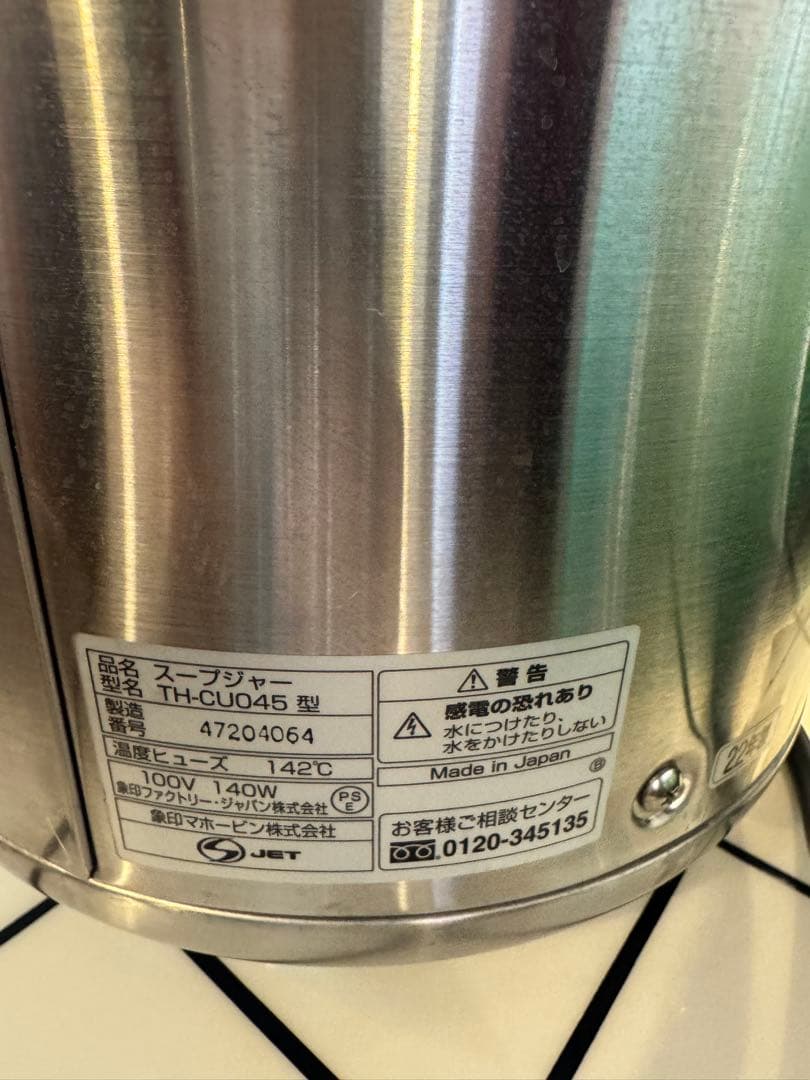 品名 スープジャー
型名 TH-CU045 型
製造番号 47204064
温度ヒューズ 142℃
100V 140W
象印ファクトリー・ジャパン株式会社
PSE
象印マホービン株式会社
S JET
警告
感電の恐れあり
水につけたり、
水をかけたりしない
Made in Japan
B
お客様ご相談センター
0120-345135
22年